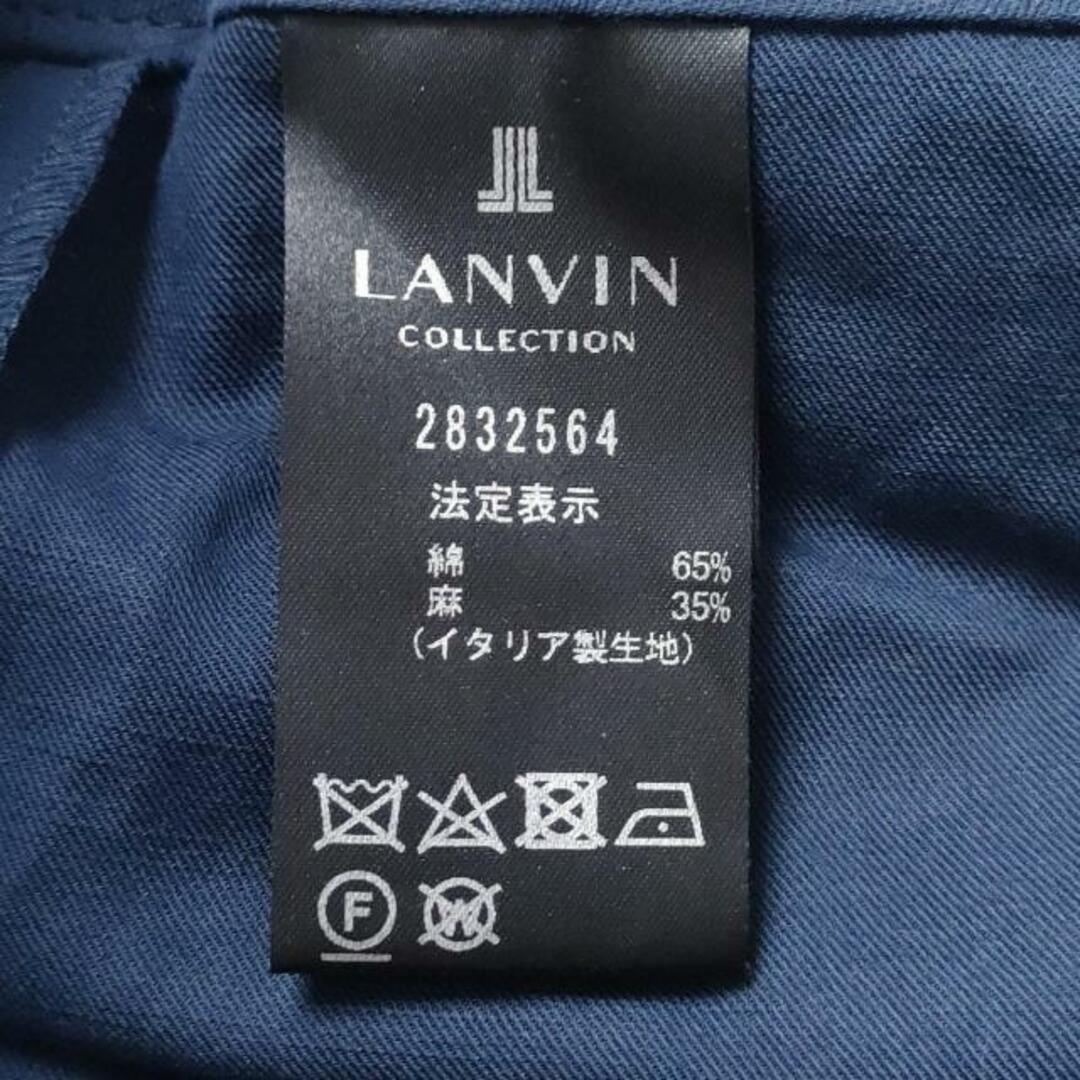 LANVIN
COLLECTION
2832564
法定表示
綿 65%
麻 35%
(イタリア製生地)
F
W